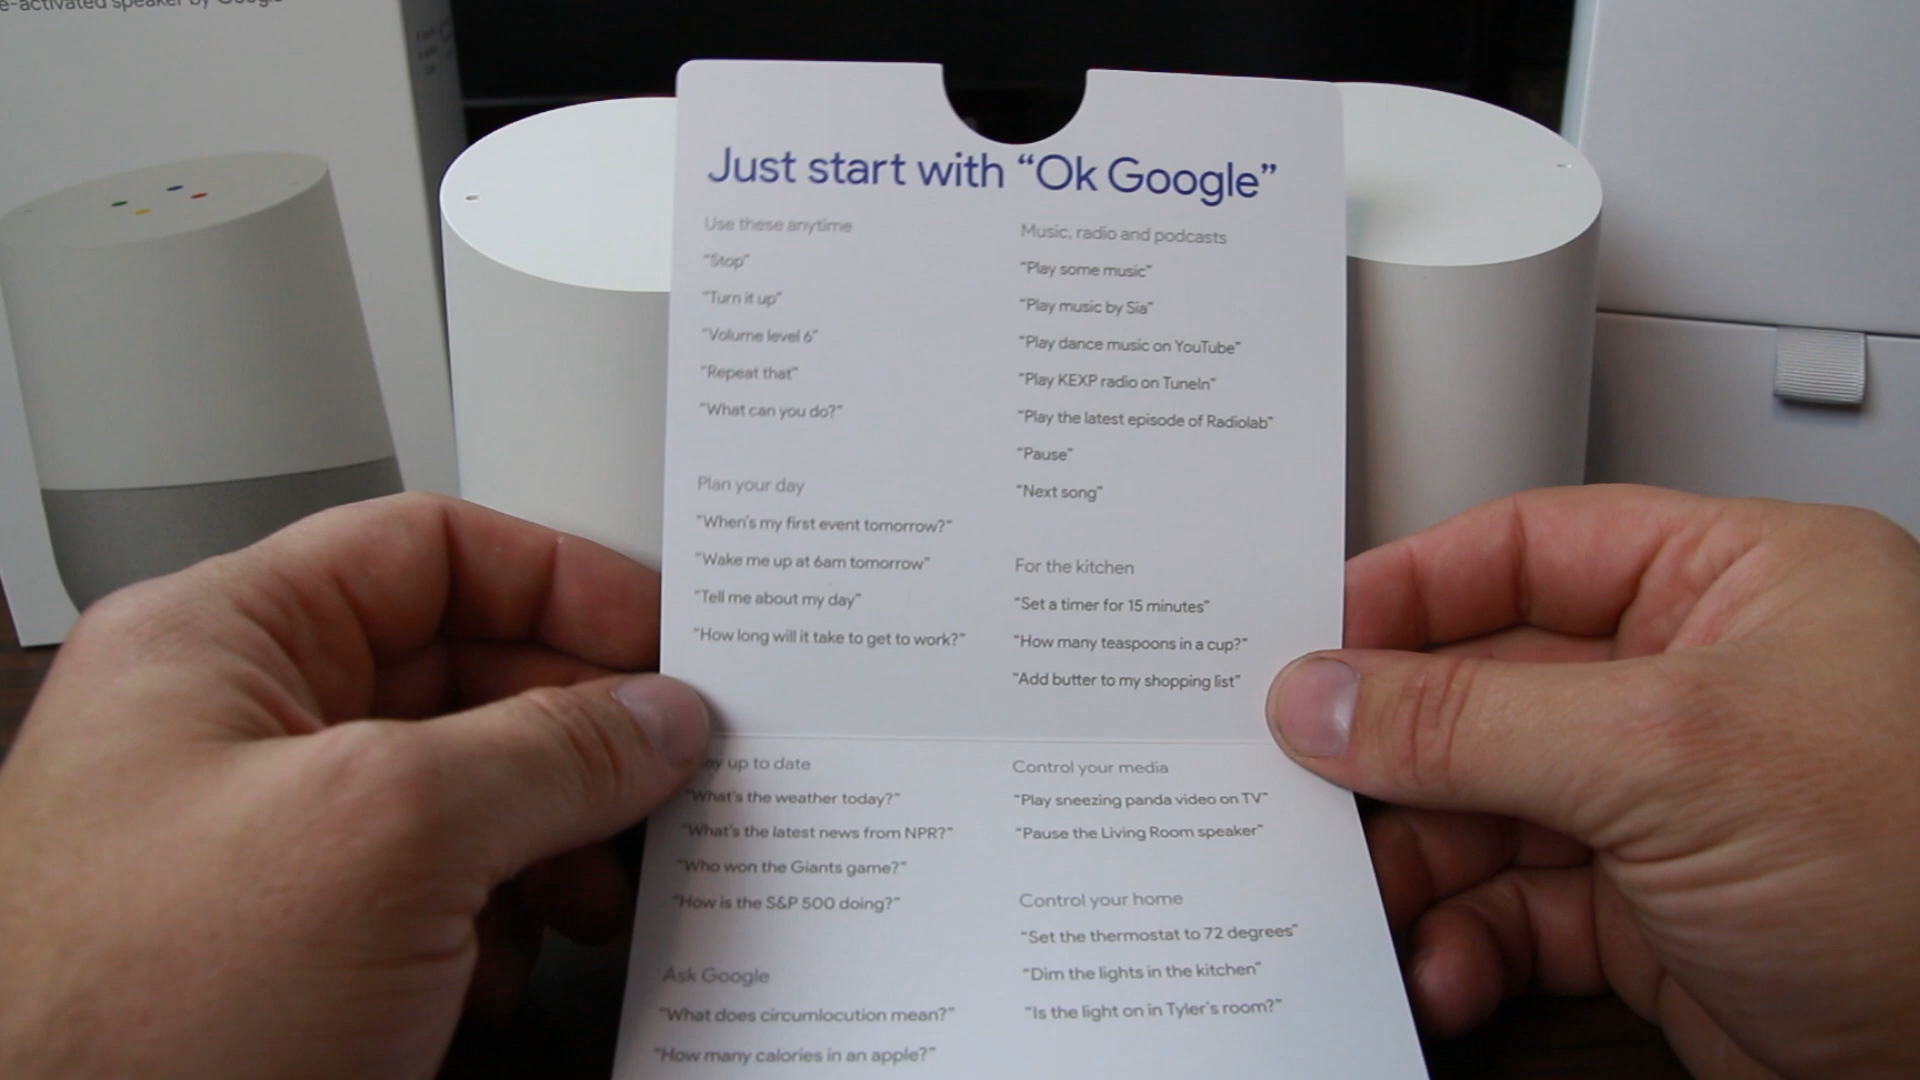 e-activated speaker by Google
Just start with “Ok Google”
Use these anytime
“Stop”
“Turn it up”
“Volume level 6”
“Repeat that”
“What can you do?”
Plan your day
“When's my first event tomorrow?”
“Wake me up at 6am tomorrow”
“Tell me about my day”
“How long will it take to get to work?”
Music, radio and podcasts
“Play some music”
“Play music by Sia”
“Play dance music on YouTube”
“Play KEXP radio on TuneIn”
“Play the latest episode of Radiolab”
“Pause”
“Next song”
For the kitchen
“Set a timer for 15 minutes”
“How many teaspoons in a cup?”
“Add butter to my shopping list”
ay up to date
“What's the weather today?”
“What's the latest news from NPR?”
“Who won the Giants game?”
“How is the S&P 500 doing?”
Ask Google
“What does circumlocution mean?”
“How many calories in an apple?”
Control your media
“Play sneezing panda video on TV”
“Pause the Living Room speaker”
Control your home
“Set the thermostat to 72 degrees”
“Dim the lights in the kitchen”
“Is the light on in Tyler's room?”